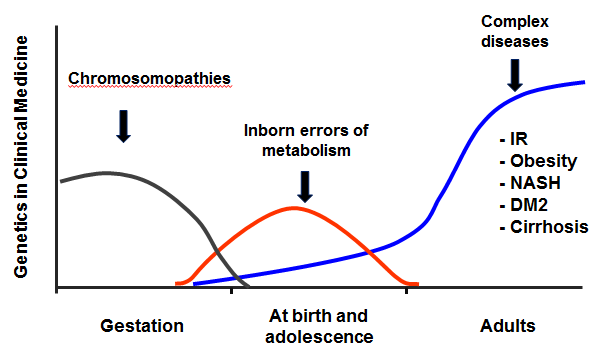 Genetics in Clinical Medicine
Chromosomopathies
Inborn errors of
metabolism
Complex
diseases
- IR
- Obesity
- NASH
- DM2
- Cirrhosis
Gestation
At birth and
adolescence
Adults